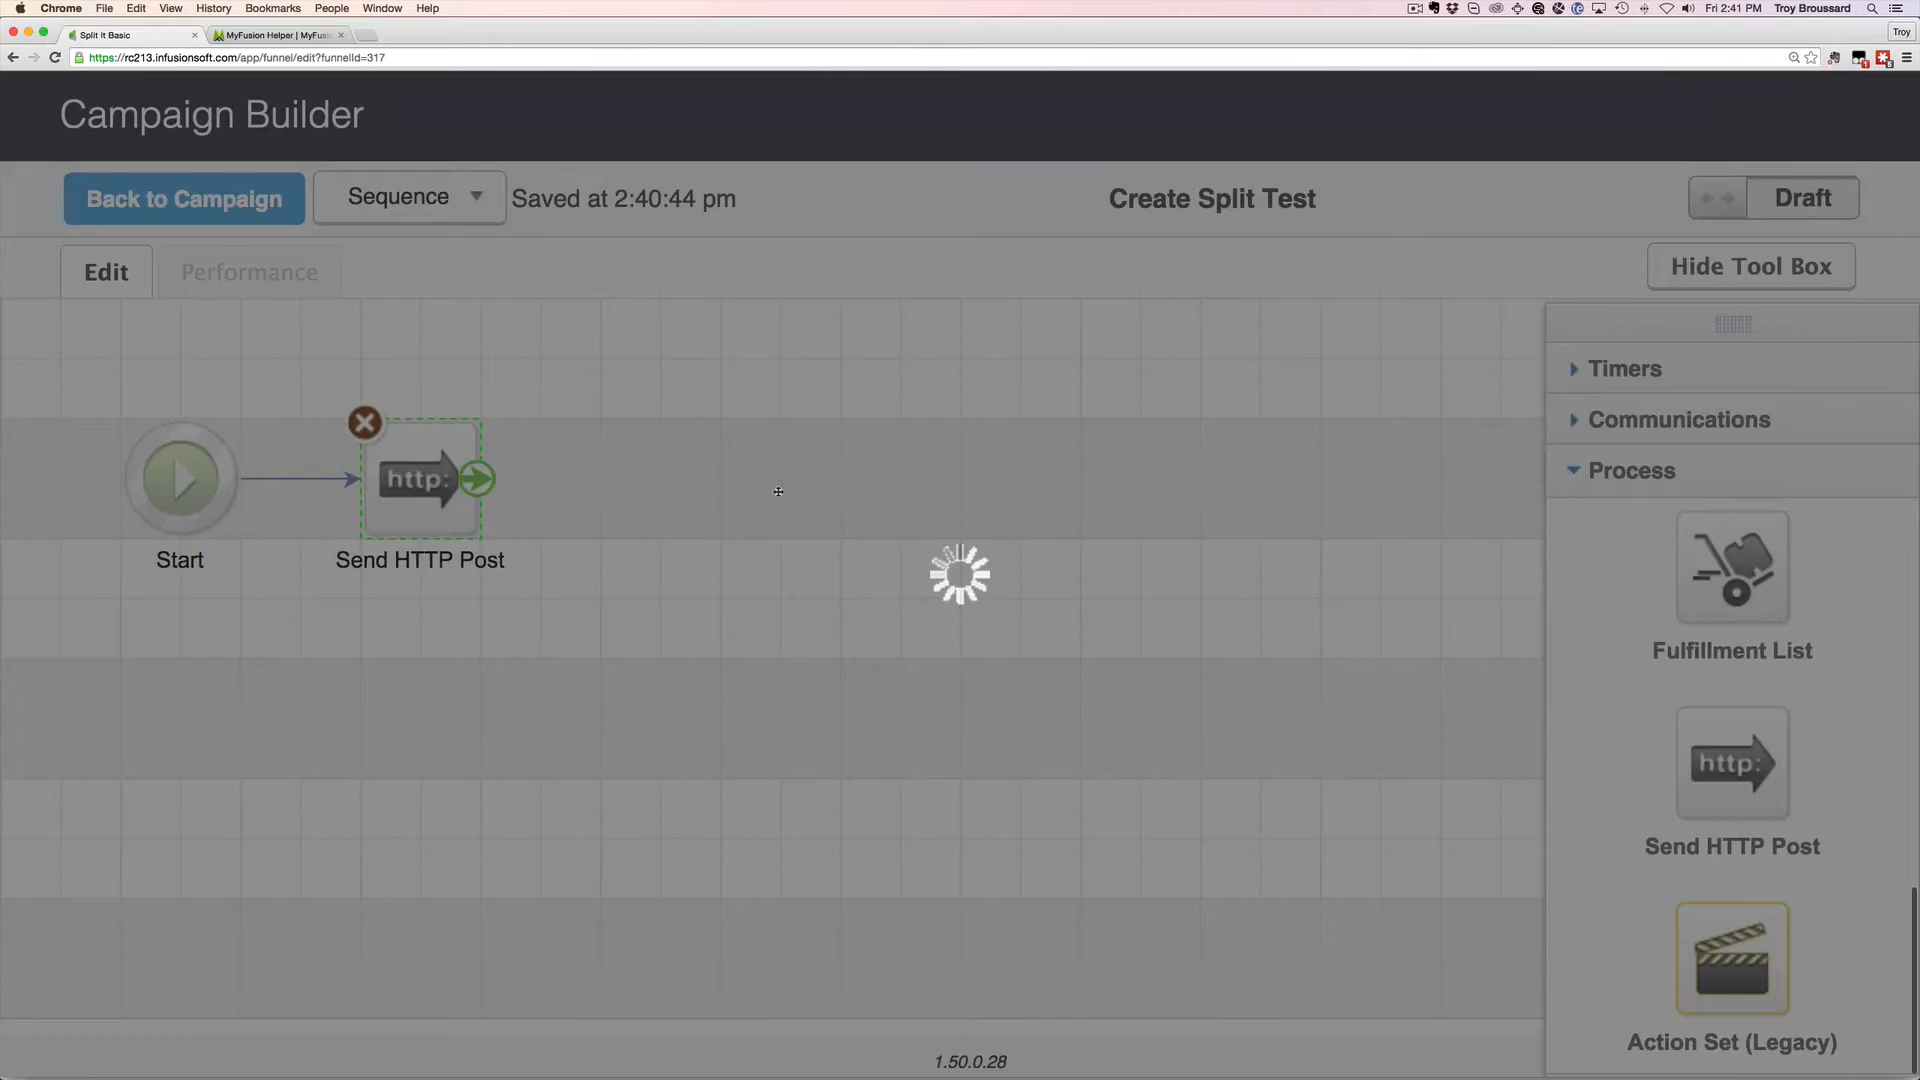 Chrome File Edit View History Bookmarks People Window Help Fri 2:41 PM Troy Broussard
Split It Basic MyFusion Helper | MyFusi Troy
https://rc213.infusionsoft.com/app/funnel/edit?funnelId=317
Campaign Builder
Back to Campaign Sequence Saved at 2:40:44 pm Create Split Test Draft
Edit Performance Hide Tool Box
Timers
Communications
Process
http:
Start Send HTTP Post
Fulfillment List
http:
Send HTTP Post
Action Set (Legacy)
1.50.0.28